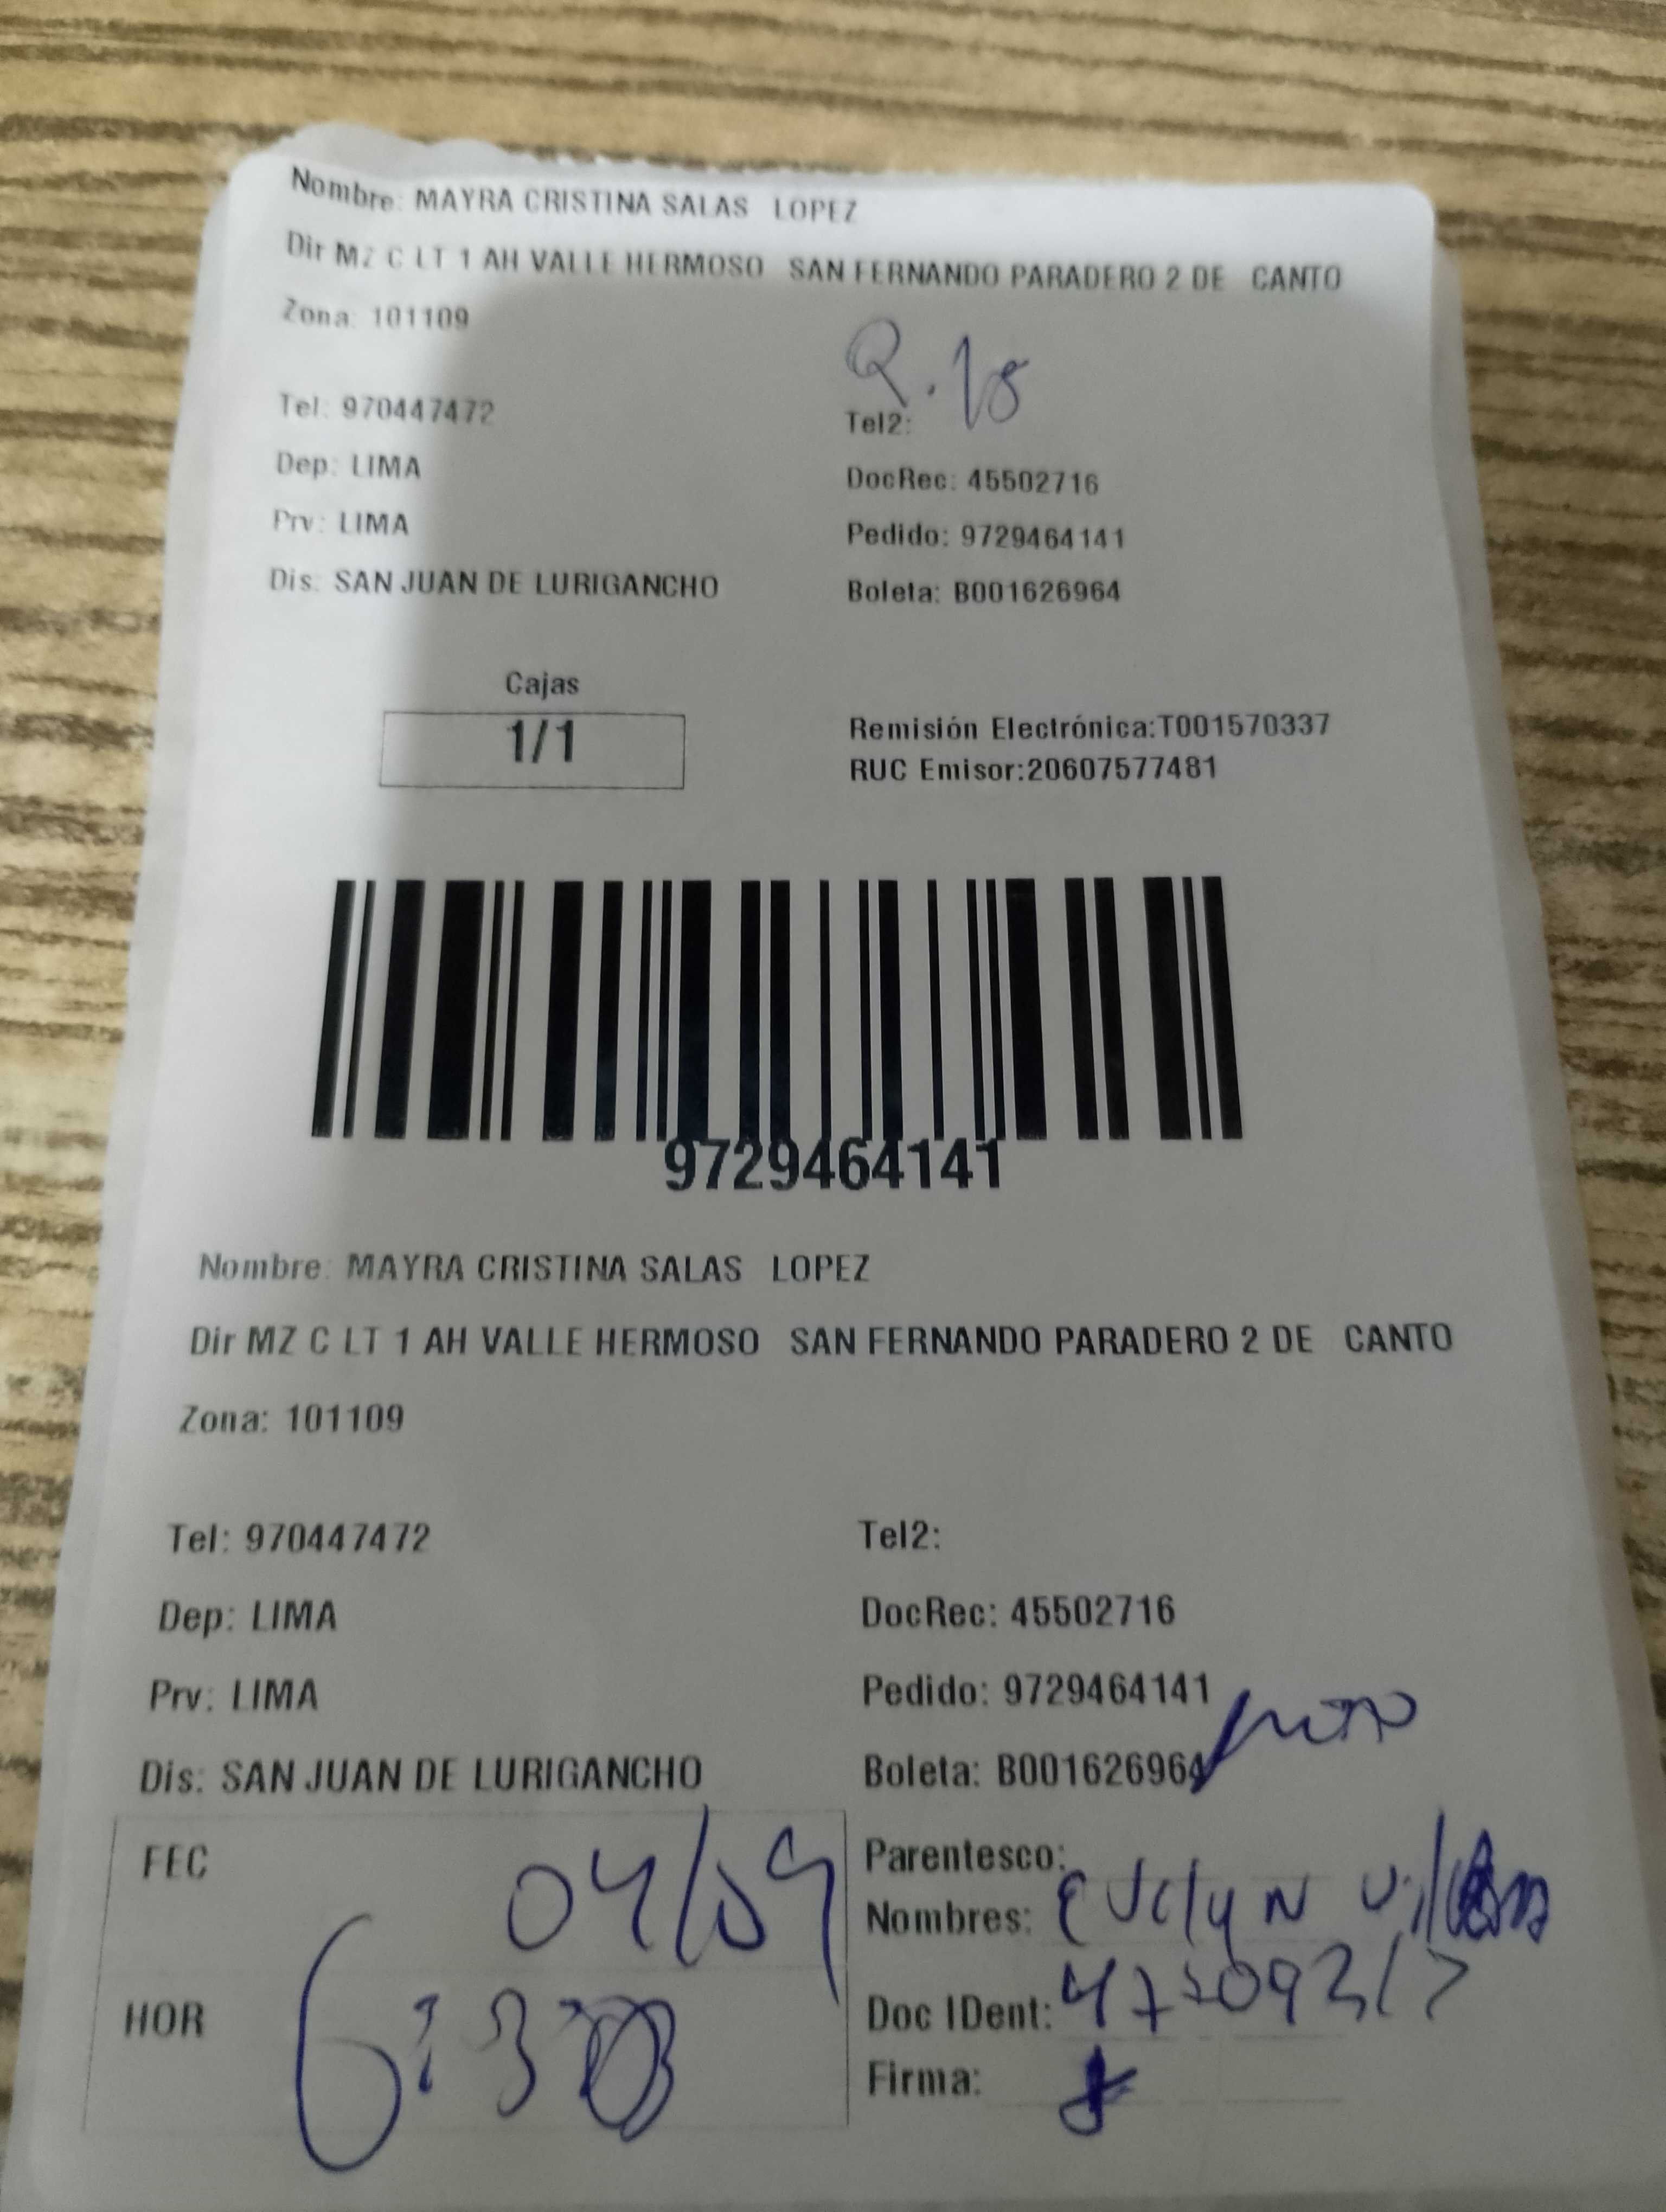 Nombre: MAYRA CRISTINA SALAS LOPEZ
Dir MZ C LT 1 AH VALLE HERMOSO SAN FERNANDO PARADERO 2 DE CANTO
Zona: 101109
Tel: 970447472 Tel2:
Dep: LIMA DocRec: 45502716
Prv: LIMA Pedido: 9729464141
Dis: SAN JUAN DE LURIGANCHO Boleta: B001626964
Cajas
1/1
Remisión Electrónica:T001570337
RUC Emisor:20607577481
9729464141
Nombre: MAYRA CRISTINA SALAS LOPEZ
Dir MZ C LT 1 AH VALLE HERMOSO SAN FERNANDO PARADERO 2 DE CANTO
Zona: 101109
Tel: 970447472 Tel2:
Dep: LIMA DocRec: 45502716
Prv: LIMA Pedido: 9729464141
Dis: SAN JUAN DE LURIGANCHO Boleta: B001626964
FEC 04/09
HOR
Parentesco:
Nombres: Evelyn
Doc IDent:
Firma: